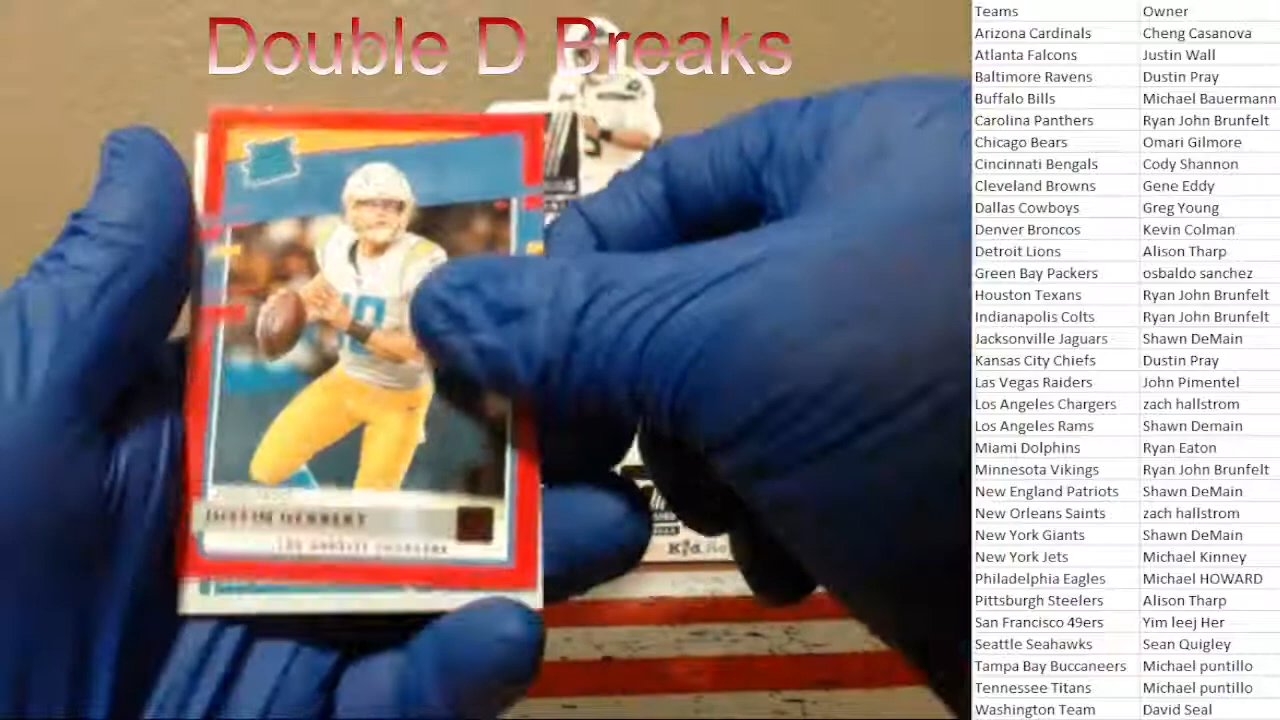 Double D Breaks
JUSTIN HERBERT
LOS ANGELES CHARGERS
Teams Owner
Arizona Cardinals Cheng Casanova
Atlanta Falcons Justin Wall
Baltimore Ravens Dustin Pray
Buffalo Bills Michael Bauermann
Carolina Panthers Ryan John Brunfelt
Chicago Bears Omari Gilmore
Cincinnati Bengals Cody Shannon
Cleveland Browns Gene Eddy
Dallas Cowboys Greg Young
Denver Broncos Kevin Colman
Detroit Lions Alison Tharp
Green Bay Packers osbaldo sanchez
Houston Texans Ryan John Brunfelt
Indianapolis Colts Ryan John Brunfelt
Jacksonville Jaguars Shawn DeMain
Kansas City Chiefs Dustin Pray
Las Vegas Raiders John Pimentel
Los Angeles Chargers zach hallstrom
Los Angeles Rams Shawn Demain
Miami Dolphins Ryan Eaton
Minnesota Vikings Ryan John Brunfelt
New England Patriots Shawn DeMain
New Orleans Saints zach hallstrom
New York Giants Shawn DeMain
New York Jets Michael Kinney
Philadelphia Eagles Michael HOWARD
Pittsburgh Steelers Alison Tharp
San Francisco 49ers Yim leej Her
Seattle Seahawks Sean Quigley
Tampa Bay Buccaneers Michael puntillo
Tennessee Titans Michael puntillo
Washington Team David Seal